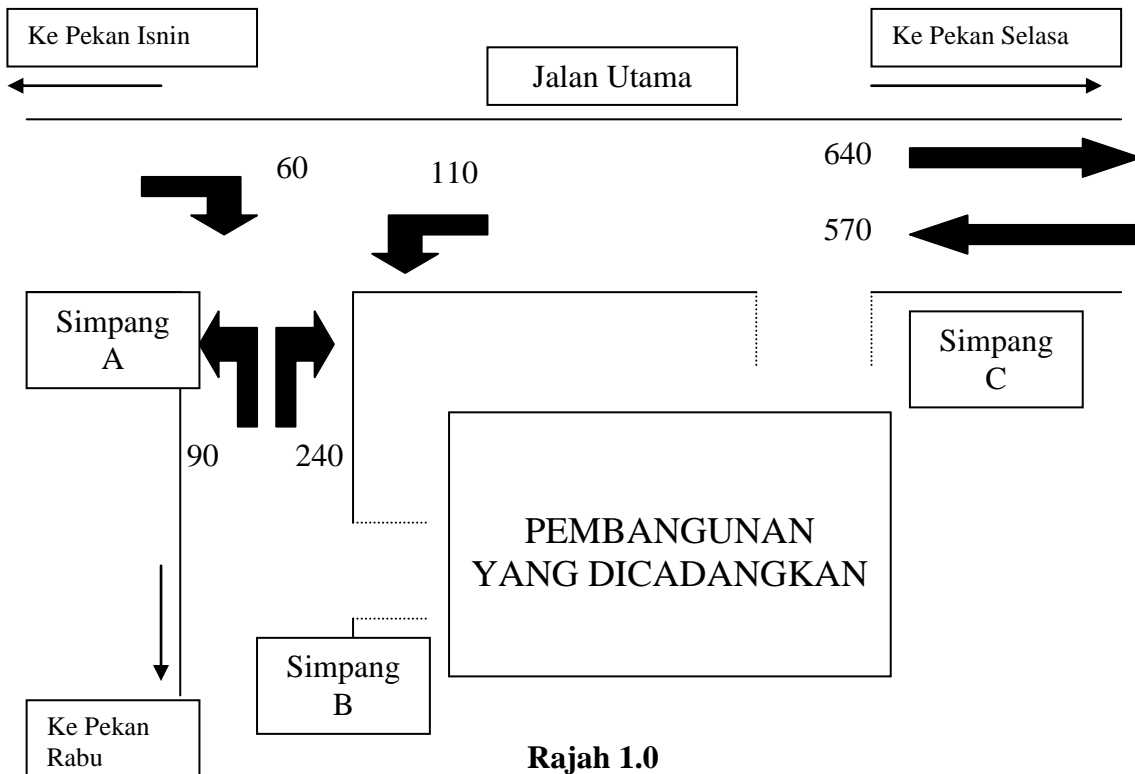 Ke Pekan Isnin
Ke Pekan Selasa
Jalan Utama
60
110
640
570
Simpang
A
Simpang
C
90
240
PEMBANGUNAN
YANG DICADANGKAN
Simpang
B
Ke Pekan
Rabu
Rajah 1.0